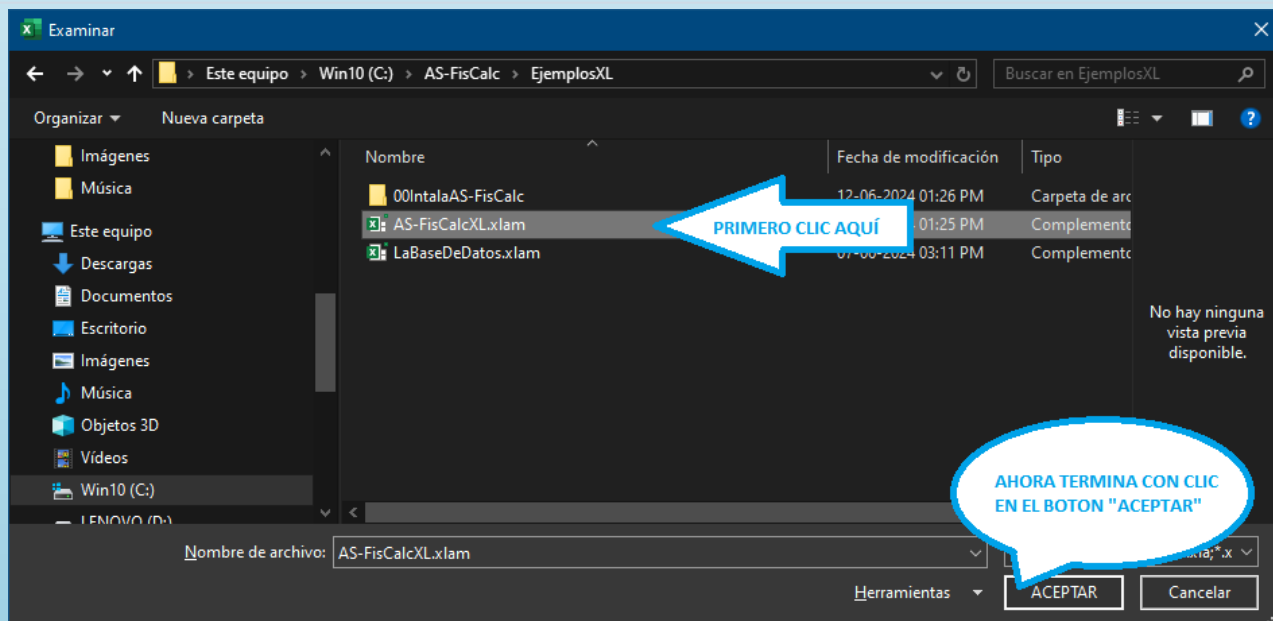 Examinar
Este equipo > Win10 (C:) > AS-FisCalc > EjemplosXL
Buscar en EjemplosXL
Organizar
Nueva carpeta
Imágenes
Música
Este equipo
Descargas
Documentos
Escritorio
Imágenes
Música
Objetos 3D
Vídeos
Win10 (C:)
LENOVO (D:)
Nombre
Fecha de modificación
Tipo
00IntalaAS-FisCalc
12-06-2024 01:26 PM
Carpeta de arc
AS-FisCalcXL.xlam
PRIMERO CLIC AQUÍ
01:25 PM
Complemento
LaBaseDeDatos.xlam
07-06-2024 03:11 PM
Complemento
No hay ninguna
vista previa
disponible.
AHORA TERMINA CON CLIC
EN EL BOTON "ACEPTAR"
Nombre de archivo:
AS-FisCalcXL.xlam
Herramientas
ACEPTAR
Cancelar